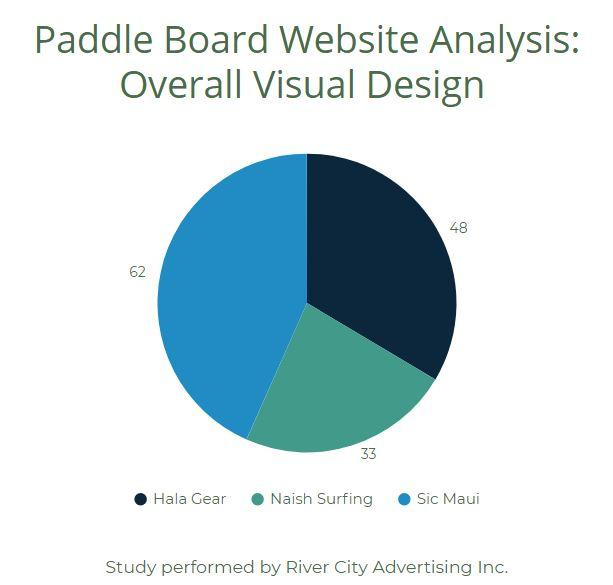 Paddle Board Website Analysis:
Overall Visual Design
48
62
33
Hala Gear Naish Surfing Sic Maui
Study performed by River City Advertising Inc.